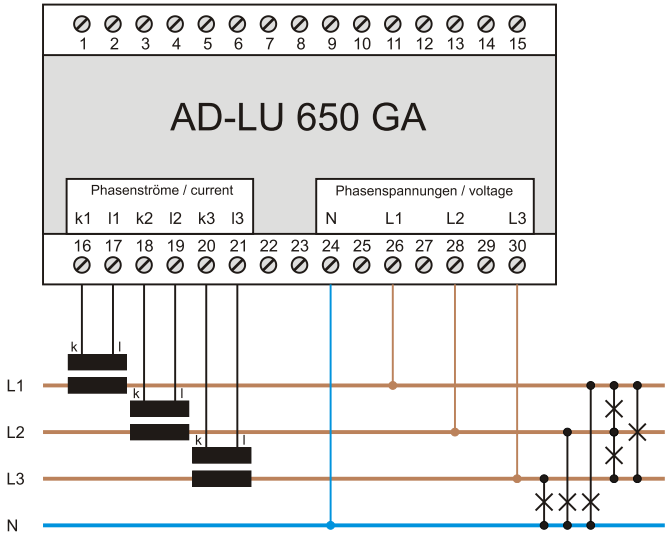 1 2 3 4 5 6 7 8 9 10 11 12 13 14 15
AD-LU 650 GA
Phasenströme / current
Phasenspannungen / voltage
k1 l1 k2 l2 k3 l3
N L1 L2 L3
16 17 18 19 20 21 22 23 24 25 26 27 28 29 30
k l
L1
k l
L2
k l
L3
N